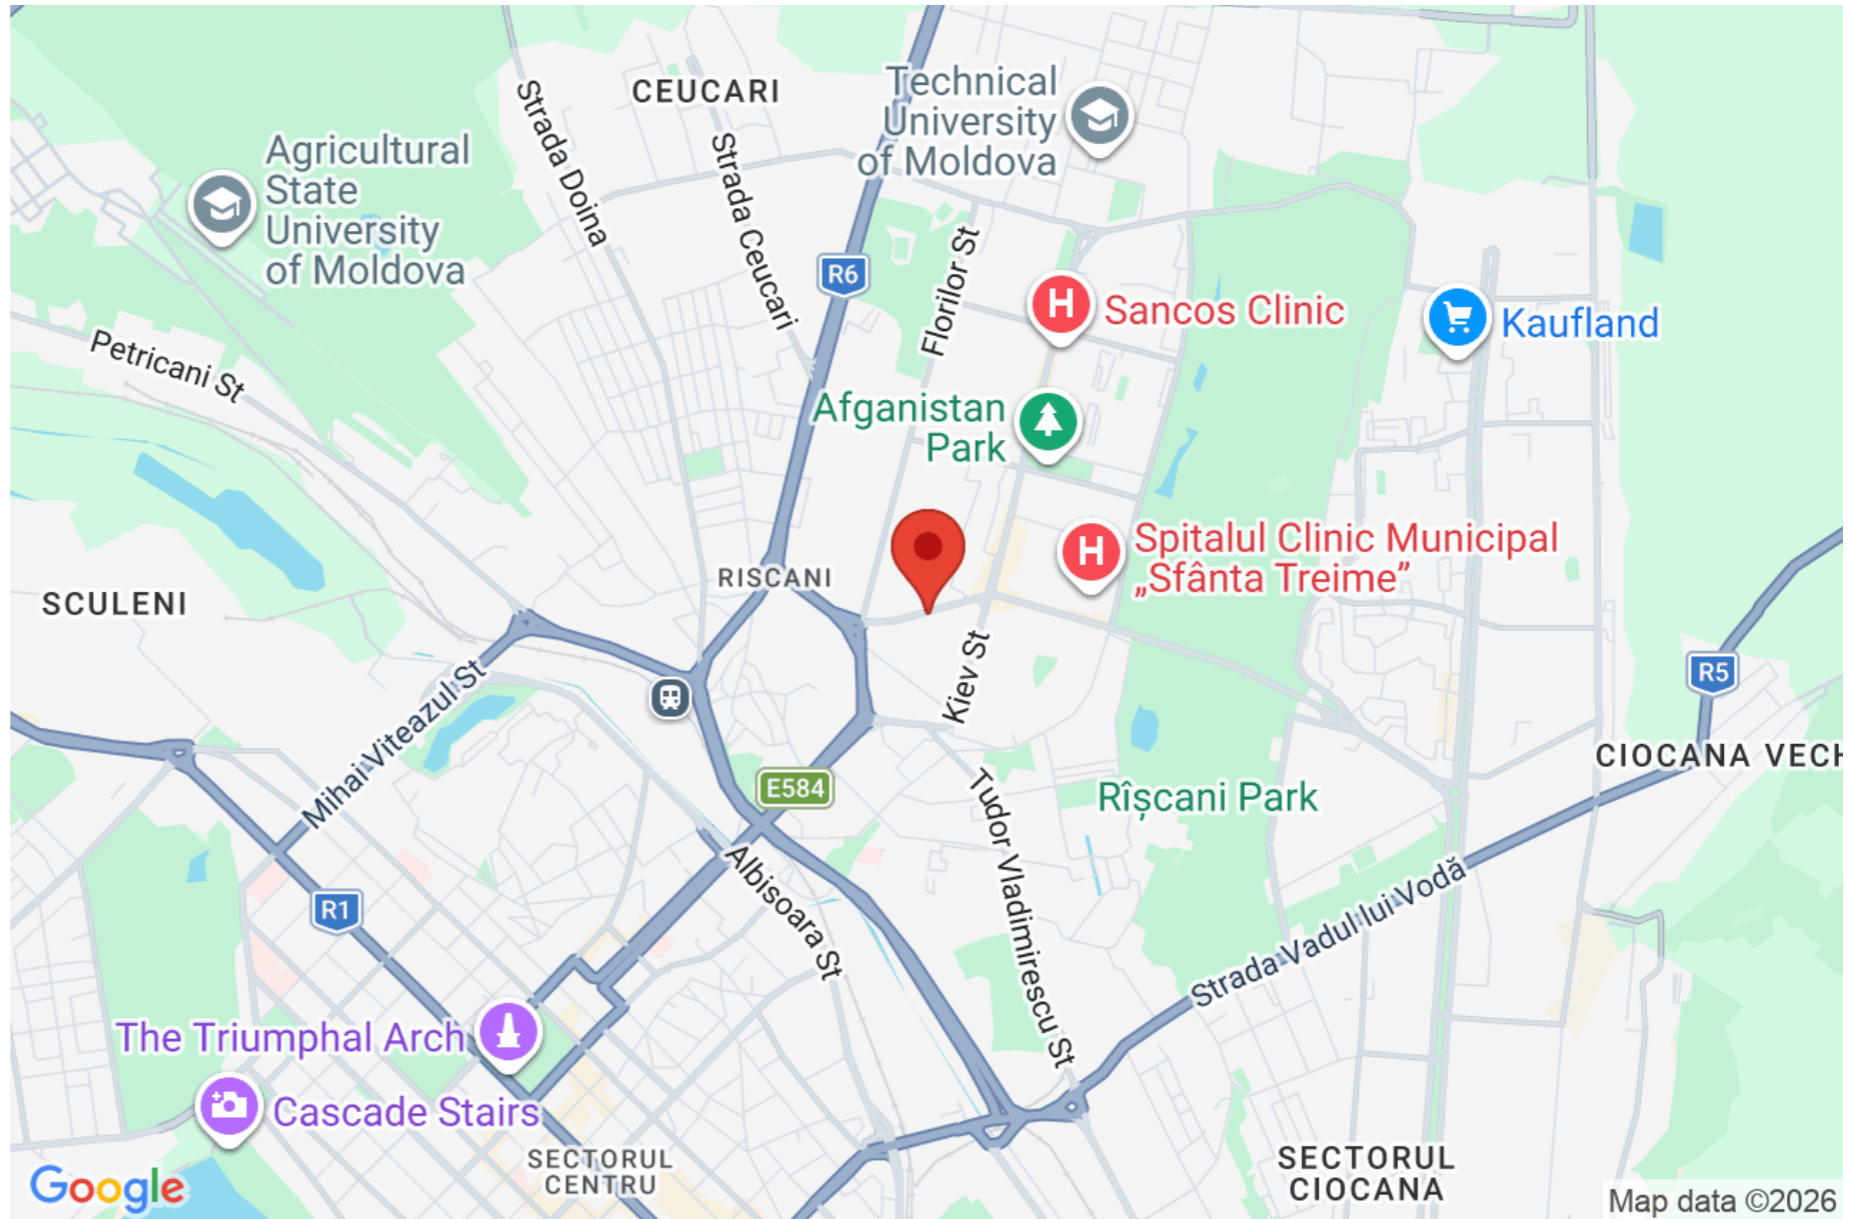 CEUCARI
Technical
University
of Moldova
Strada Doina
Strada Ceucari
Agricultural
State
University
of Moldova
R6
Florilor St
H
Sancos Clinic
Kaufland
Petricani St
Afganistan
Park
H
Spitalul Clinic Municipal
„Sfânta Treime”
RISCANI
SCULENI
Kiev St
R5
Mihai Viteazul St
CIOCANA VECH
E584
Rîșcani Park
Tudor Vladimirescu St
Albisoara St
R1
Strada Vadul lui Vodă
The Triumphal Arch
Cascade Stairs
SECTORUL
CENTRU
SECTORUL
CIOCANA
Google
Map data ©2026